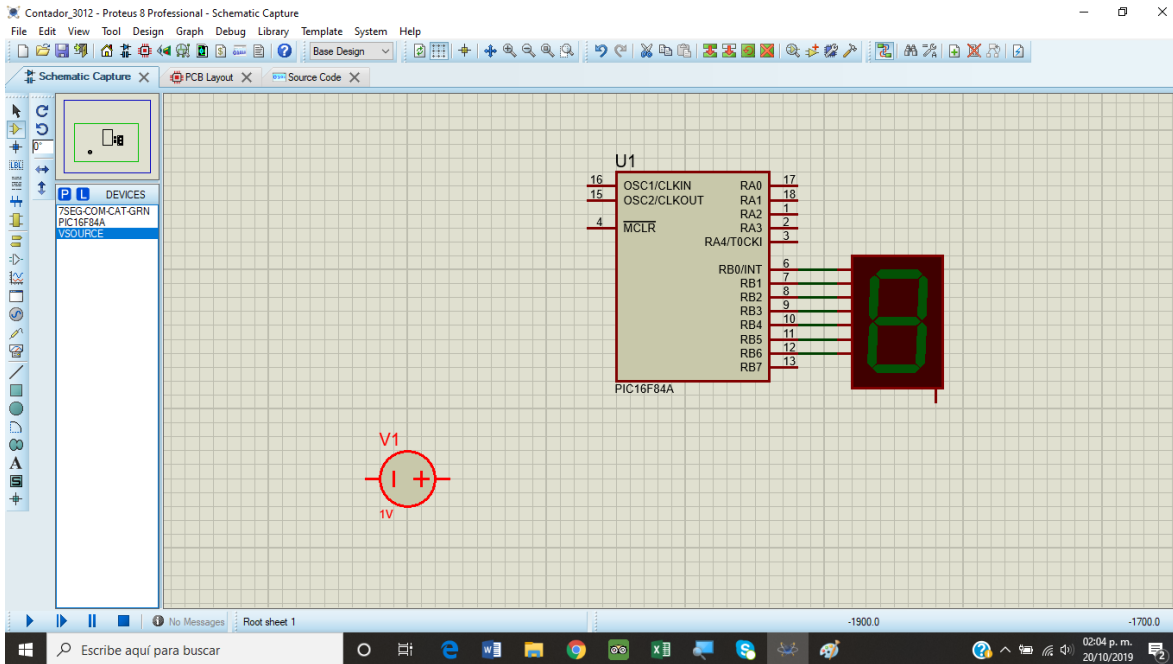 Contador_3012 - Proteus 8 Professional - Schematic Capture
File Edit View Tool Design Graph Debug Library Template System Help
Base Design
Schematic Capture
PCB Layout
Source Code
0°
LBL
P L DEVICES
7SEG-COM-CAT-GRN
PIC16F84A
VSOURCE
A
S
U1
16 OSC1/CLKIN RA0 17
15 OSC2/CLKOUT RA1 18
RA2 1
4 MCLR RA3 2
RA4/T0CKI 3
RB0/INT 6
RB1 7
RB2 8
RB3 9
RB4 10
RB5 11
RB6 12
RB7 13
PIC16F84A
V1
1V
No Messages Root sheet 1 -1900.0 -1700.0
Escribe aquí para buscar
02:04 p. m.
20/10/2019